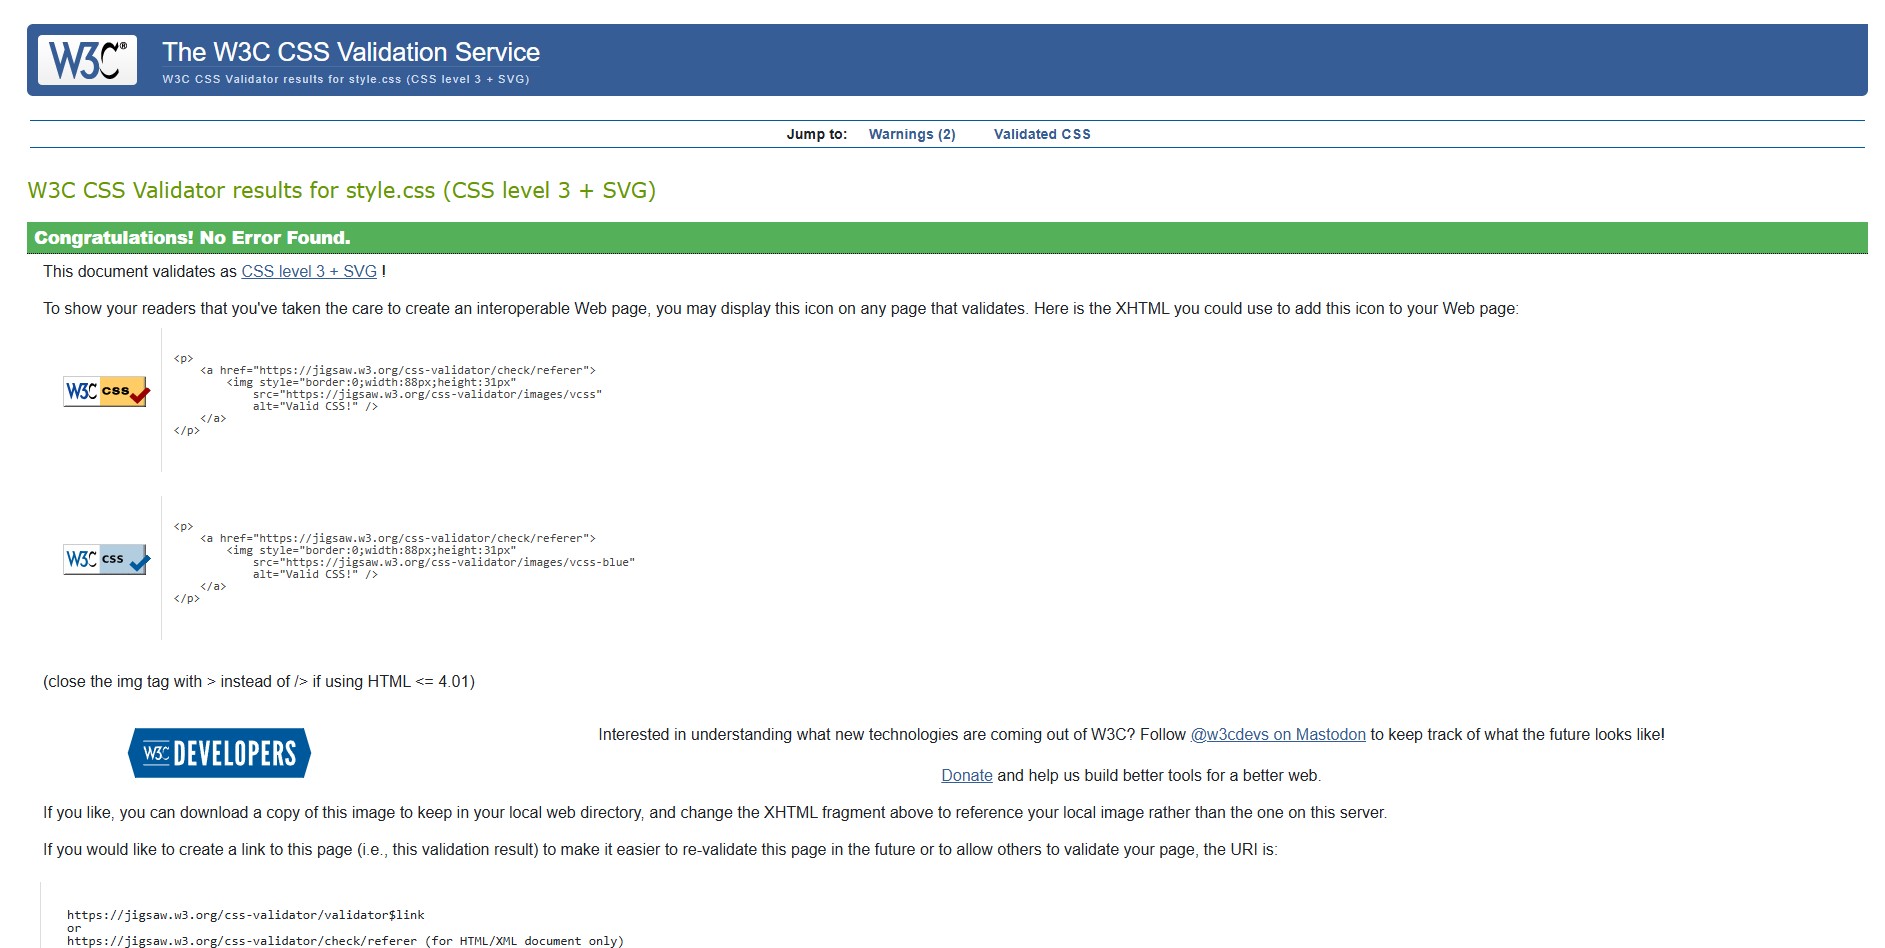 W3C®
The W3C CSS Validation Service
W3C CSS Validator results for style.css (CSS level 3 + SVG)
Jump to: Warnings (2) Validated CSS
W3C CSS Validator results for style.css (CSS level 3 + SVG)
Congratulations! No Error Found.
This document validates as CSS level 3 + SVG !
To show your readers that you've taken the care to create an interoperable Web page, you may display this icon on any page that validates. Here is the XHTML you could use to add this icon to your Web page:
W3C css
<p>
    <a href="https://jigsaw.w3.org/css-validator/check/referer">
        <img style="border:0;width:88px;height:31px"
            src="https://jigsaw.w3.org/css-validator/images/vcss"
            alt="Valid CSS!" />
    </a>
</p>
W3C css
<p>
    <a href="https://jigsaw.w3.org/css-validator/check/referer">
        <img style="border:0;width:88px;height:31px"
            src="https://jigsaw.w3.org/css-validator/images/vcss-blue"
            alt="Valid CSS!" />
    </a>
</p>
(close the img tag with > instead of /> if using HTML <= 4.01)
W3C DEVELOPERS
Interested in understanding what new technologies are coming out of W3C? Follow @w3cdevs on Mastodon to keep track of what the future looks like!
Donate and help us build better tools for a better web.
If you like, you can download a copy of this image to keep in your local web directory, and change the XHTML fragment above to reference your local image rather than the one on this server.
If you would like to create a link to this page (i.e., this validation result) to make it easier to re-validate this page in the future or to allow others to validate your page, the URI is:
https://jigsaw.w3.org/css-validator/validator$link
or
https://jigsaw.w3.org/css-validator/check/referer (for HTML/XML document only)